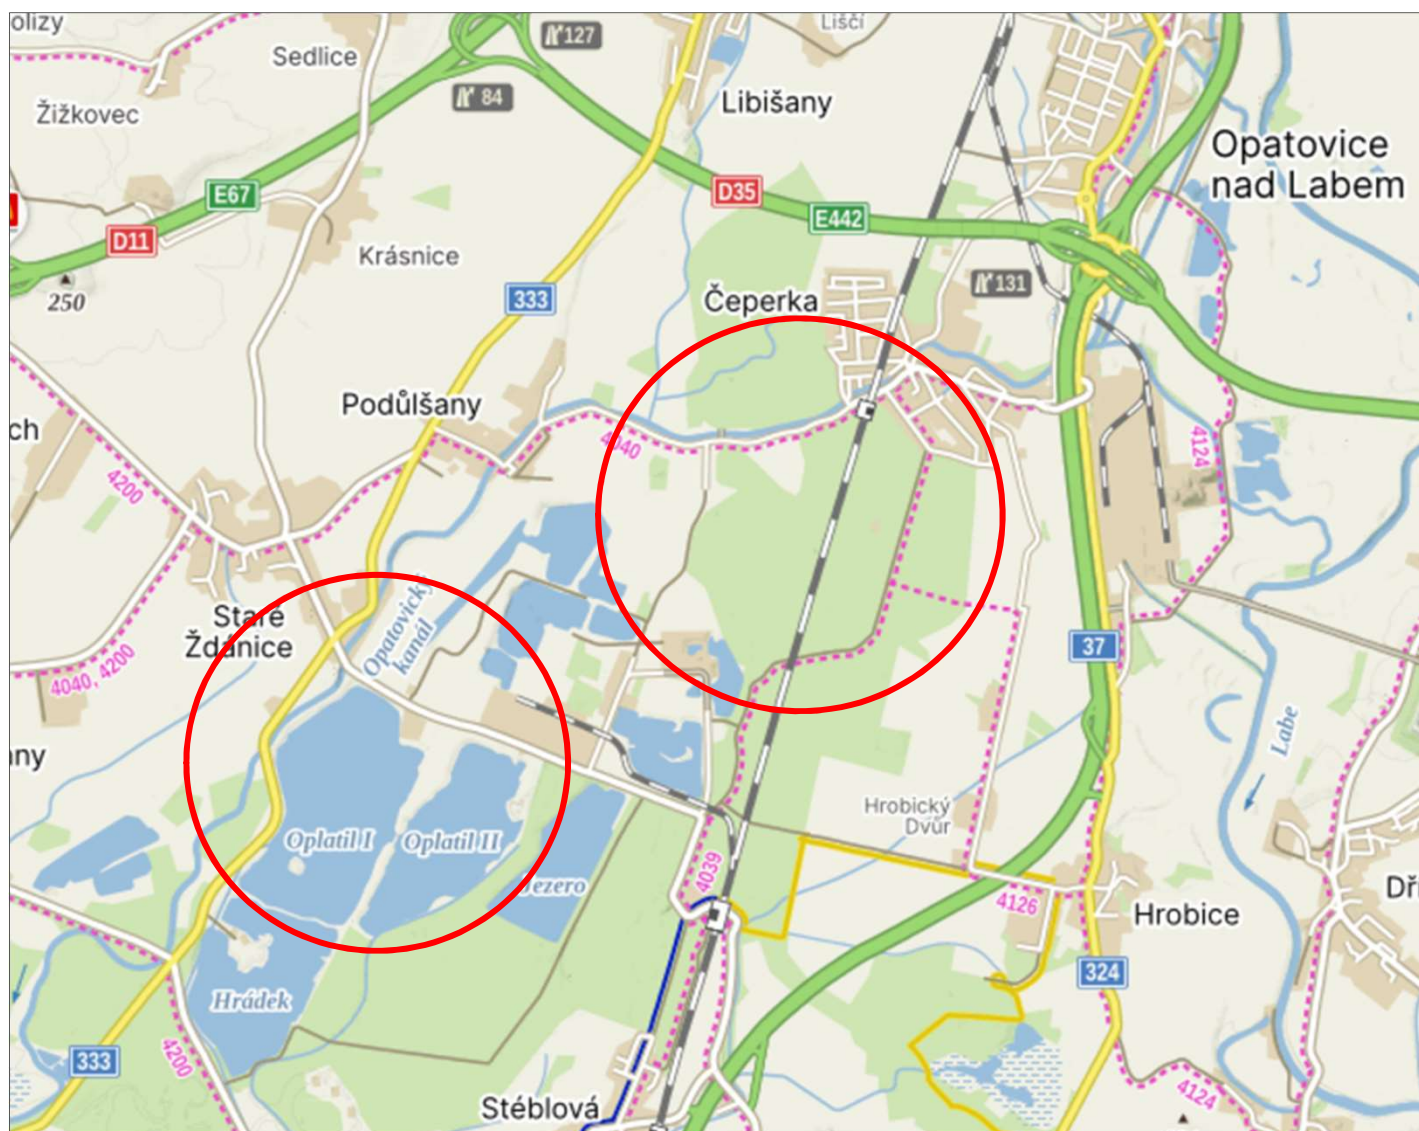 olizy
Sedlice
127
Liščí
84
Libišany
Žižkovec
Opatovice
nad Labem
E67
D35
E442
D11
Krásnice
250
333
131
Čeperka
Podůlšany
ch
4040
4124
4200
Staré
Ždánice
Opatovický
kanál
37
4040, 4200
Labe
Hrobický
Dvůr
Oplatil I
Oplatil II
Jezero
4039
4126
Hrobice
Dř
324
Hrádek
333
4200
Stéblová
4124